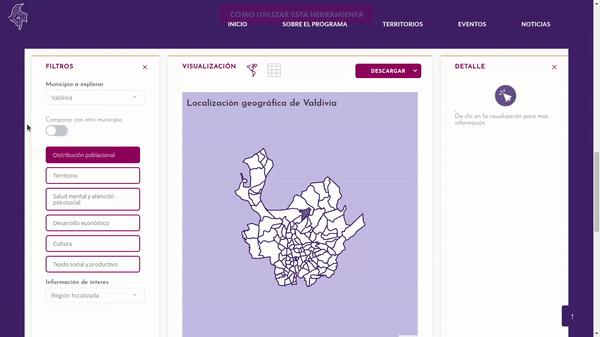 CÓMO UTILIZAR ESTA HERRAMIENTA
INICIO
SOBRE EL PROGRAMA
TERRITORIOS
EVENTOS
NOTICIAS
FILTROS
Municipio a explorar
Valdivia
Comparar con otro municipio
Distribución poblacional
Territorio
Salud mental y atención
psicosocial
Desarrollo económico
Cultura
Tejido social y productivo
Información de interes
Región focalizada
VISUALIZACIÓN
DESCARGAR
Localización geográfica de Valdivia
DETALLE
Da clic en la visualización para mas
información